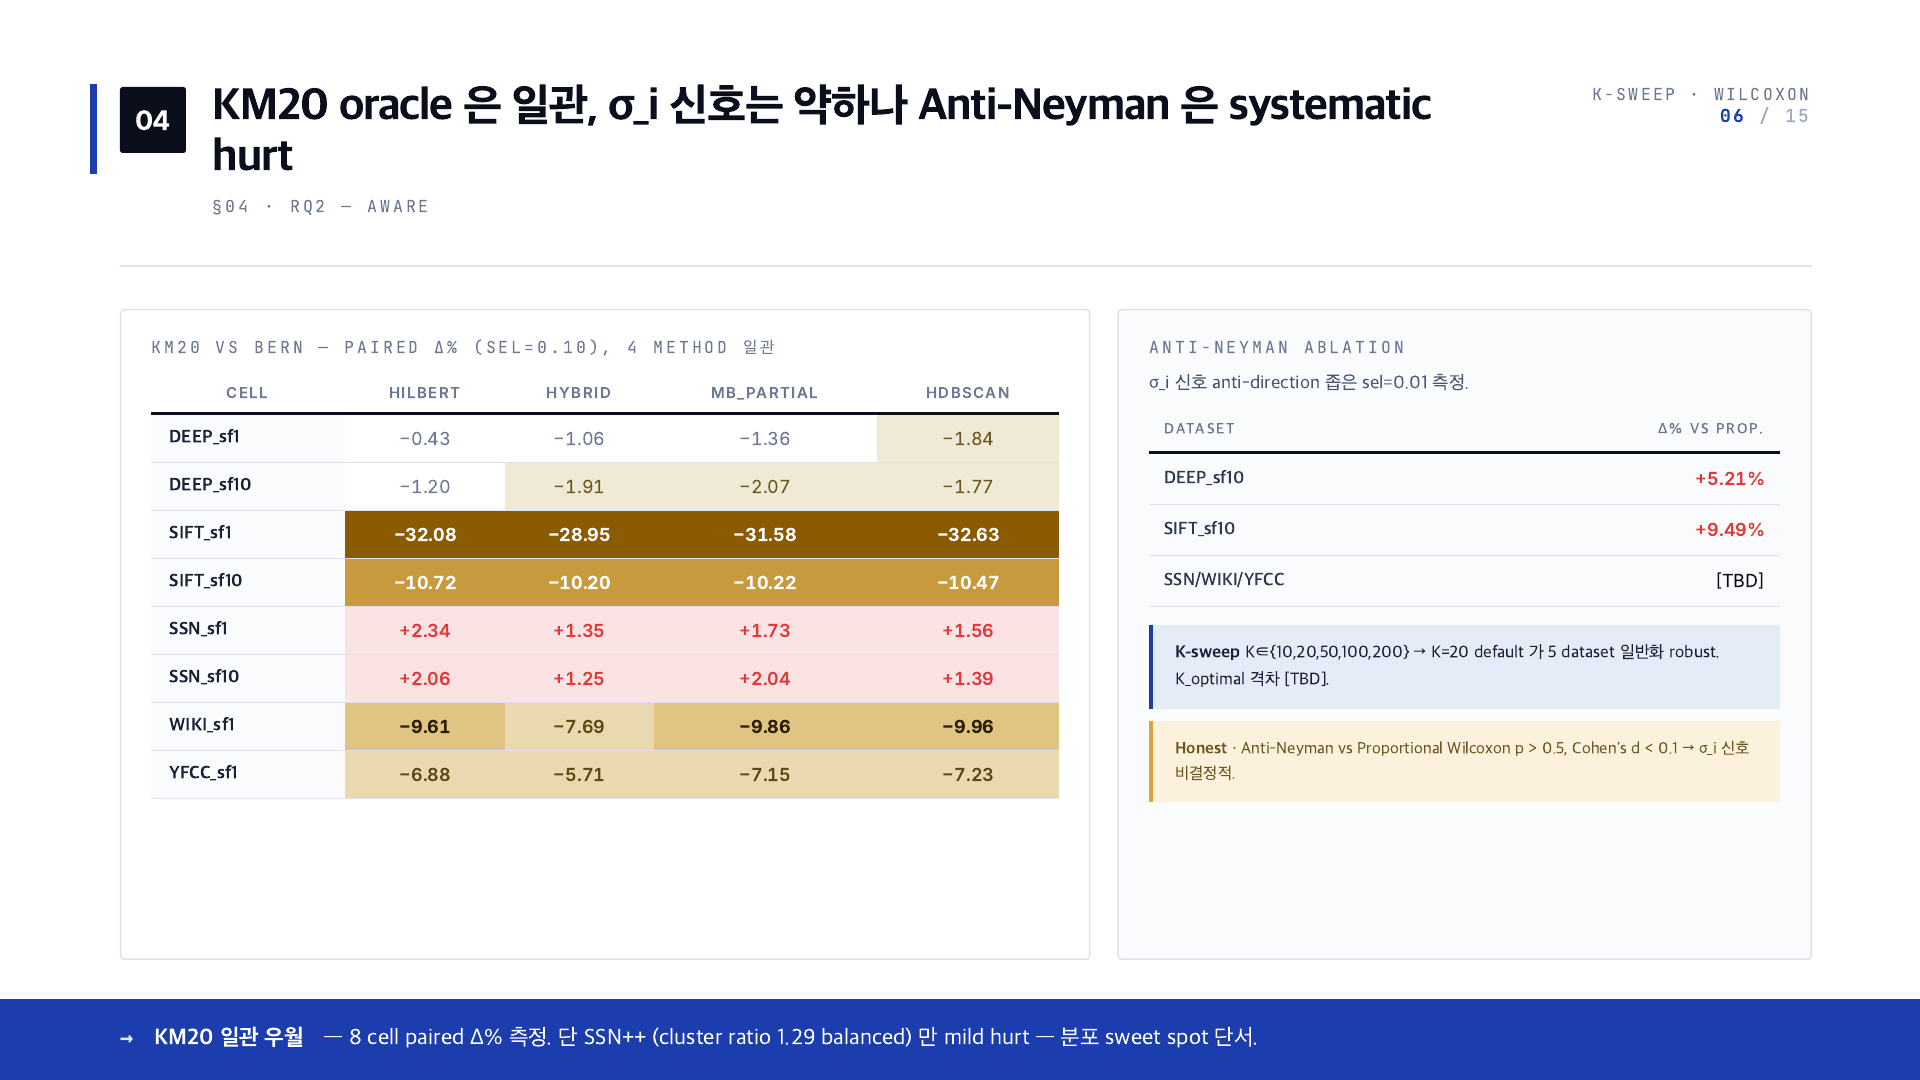 04
KM20 oracle 은 일관, σ_i 신호는 약하나 Anti-Neyman 은 systematic
hurt
§04 · RQ2 — AWARE
K-SWEEP · WILCOXON
06 / 15
KM20 VS BERN — PAIRED Δ% (SEL=0.10), 4 METHOD 일관
CELL HILBERT HYBRID MB_PARTIAL HDBSCAN
DEEP_sf1 −0.43 −1.06 −1.36 −1.84
DEEP_sf10 −1.20 −1.91 −2.07 −1.77
SIFT_sf1 −32.08 −28.95 −31.58 −32.63
SIFT_sf10 −10.72 −10.20 −10.22 −10.47
SSN_sf1 +2.34 +1.35 +1.73 +1.56
SSN_sf10 +2.06 +1.25 +2.04 +1.39
WIKI_sf1 −9.61 −7.69 −9.86 −9.96
YFCC_sf1 −6.88 −5.71 −7.15 −7.23
ANTI-NEYMAN ABLATION
σ_i 신호 anti-direction 좁은 sel=0.01 측정.
DATASET Δ% VS PROP.
DEEP_sf10 +5.21%
SIFT_sf10 +9.49%
SSN/WIKI/YFCC [TBD]
K-sweep K∈{10,20,50,100,200} → K=20 default 가 5 dataset 일반화 robust.
K_optimal 격차 [TBD].
Honest · Anti-Neyman vs Proportional Wilcoxon p > 0.5, Cohen's d < 0.1 → σ_i 신호
비결정적.
→ KM20 일관 우월 — 8 cell paired Δ% 측정. 단 SSN++ (cluster ratio 1.29 balanced) 만 mild hurt — 분포 sweet spot 단서.